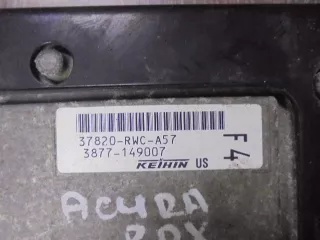 37820-RWC-A57
3877-149007
KEIHIN US
F4
ACURA
RDX